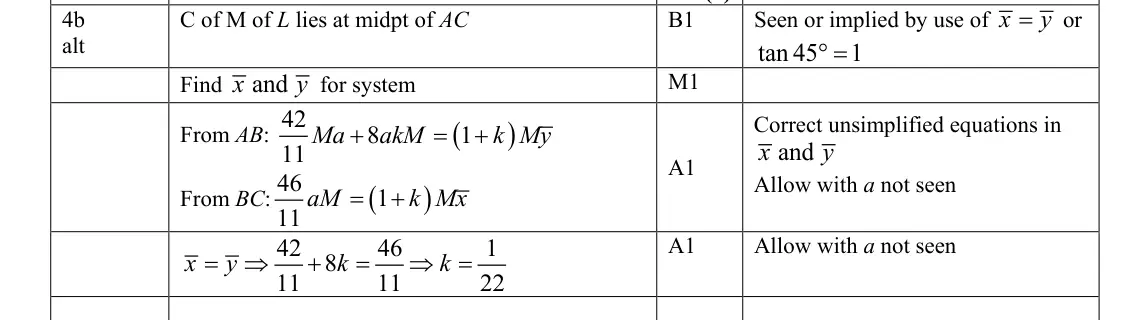 4b
alt
C of M of L lies at midpt of AC
B1
Seen or implied by use of x̅ = y̅ or
tan 45° = 1
Find x̅ and y̅ for system
M1
From AB: 42/11 Ma + 8akM = (1 + k) My̅
From BC: 46/11 aM = (1 + k) Mx̅
A1
Correct unsimplified equations in
x̅ and y̅
Allow with a not seen
x̅ = y̅ ⇒ 42/11 + 8k = 46/11 ⇒ k = 1/22
A1
Allow with a not seen